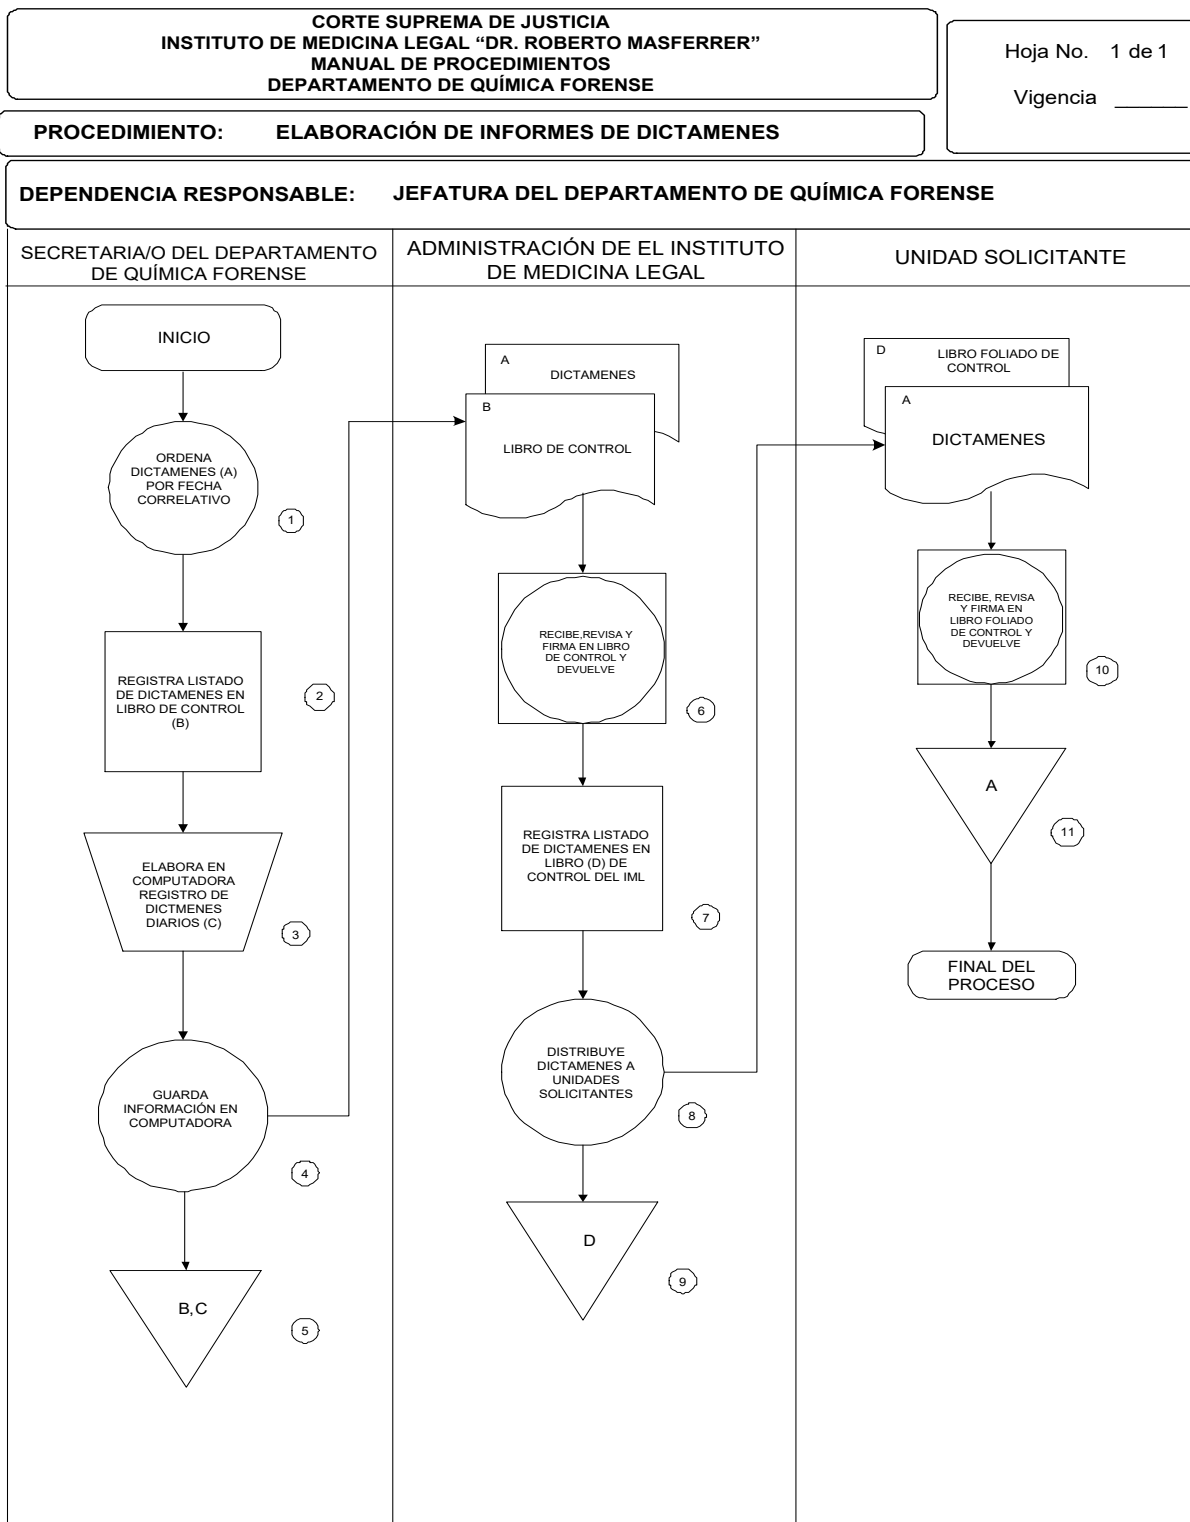 CORTE SUPREMA DE JUSTICIA
INSTITUTO DE MEDICINA LEGAL “DR. ROBERTO MASFERRER”
MANUAL DE PROCEDIMIENTOS
DEPARTAMENTO DE QUÍMICA FORENSE
Hoja No. 1 de 1
Vigencia ______
PROCEDIMIENTO: ELABORACIÓN DE INFORMES DE DICTAMENES
DEPENDENCIA RESPONSABLE: JEFATURA DEL DEPARTAMENTO DE QUÍMICA FORENSE
SECRETARIA/O DEL DEPARTAMENTO
DE QUÍMICA FORENSE
INICIO
ORDENA
DICTAMENES (A)
POR FECHA
CORRELATIVO
1
REGISTRA LISTADO
DE DICTAMENES EN
LIBRO DE CONTROL
(B)
2
ELABORA EN
COMPUTADORA
REGISTRO DE
DICTMENES
DIARIOS (C)
3
GUARDA
INFORMACIÓN EN
COMPUTADORA
4
B,C
5
ADMINISTRACIÓN DE EL INSTITUTO
DE MEDICINA LEGAL
A
DICTAMENES
B
LIBRO DE CONTROL
RECIBE,REVISA Y
FIRMA EN LIBRO
DE CONTROL Y
DEVUELVE
6
REGISTRA LISTADO
DE DICTAMENES EN
LIBRO (D) DE
CONTROL DEL IML
7
DISTRIBUYE
DICTAMENES A
UNIDADES
SOLICITANTES
8
D
9
UNIDAD SOLICITANTE
D
LIBRO FOLIADO DE
CONTROL
A
DICTAMENES
RECIBE, REVISA
Y FIRMA EN
LIBRO FOLIADO
DE CONTROL Y
DEVUELVE
10
A
11
FINAL DEL
PROCESO